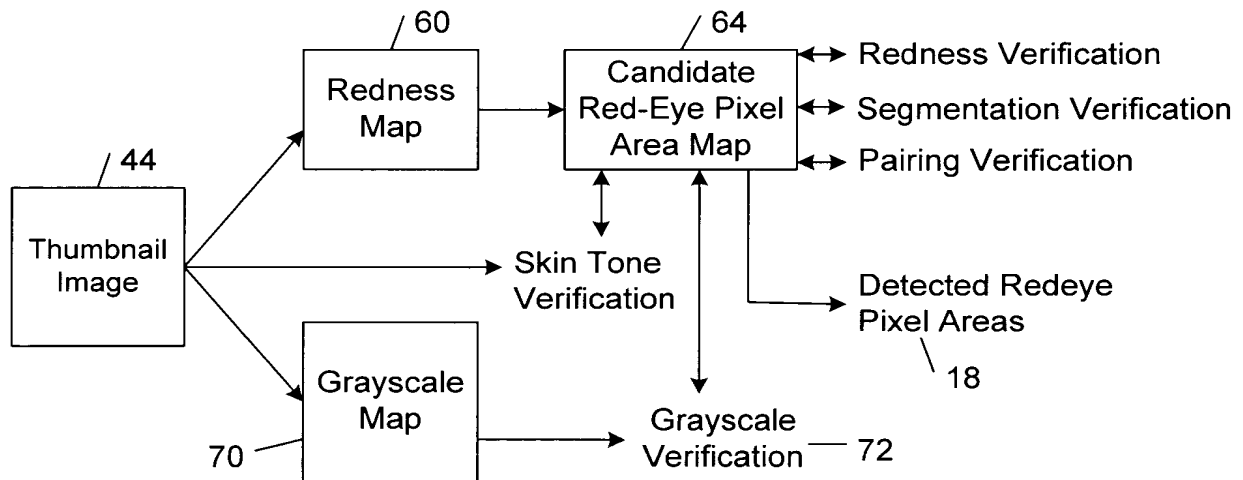 60
64
Redness
Map
Candidate
Red-Eye Pixel
Area Map
Redness Verification
Segmentation Verification
Pairing Verification
44
Thumbnail
Image
Skin Tone
Verification
Detected Redeye
Pixel Areas
18
Grayscale
Map
70
Grayscale
Verification
72